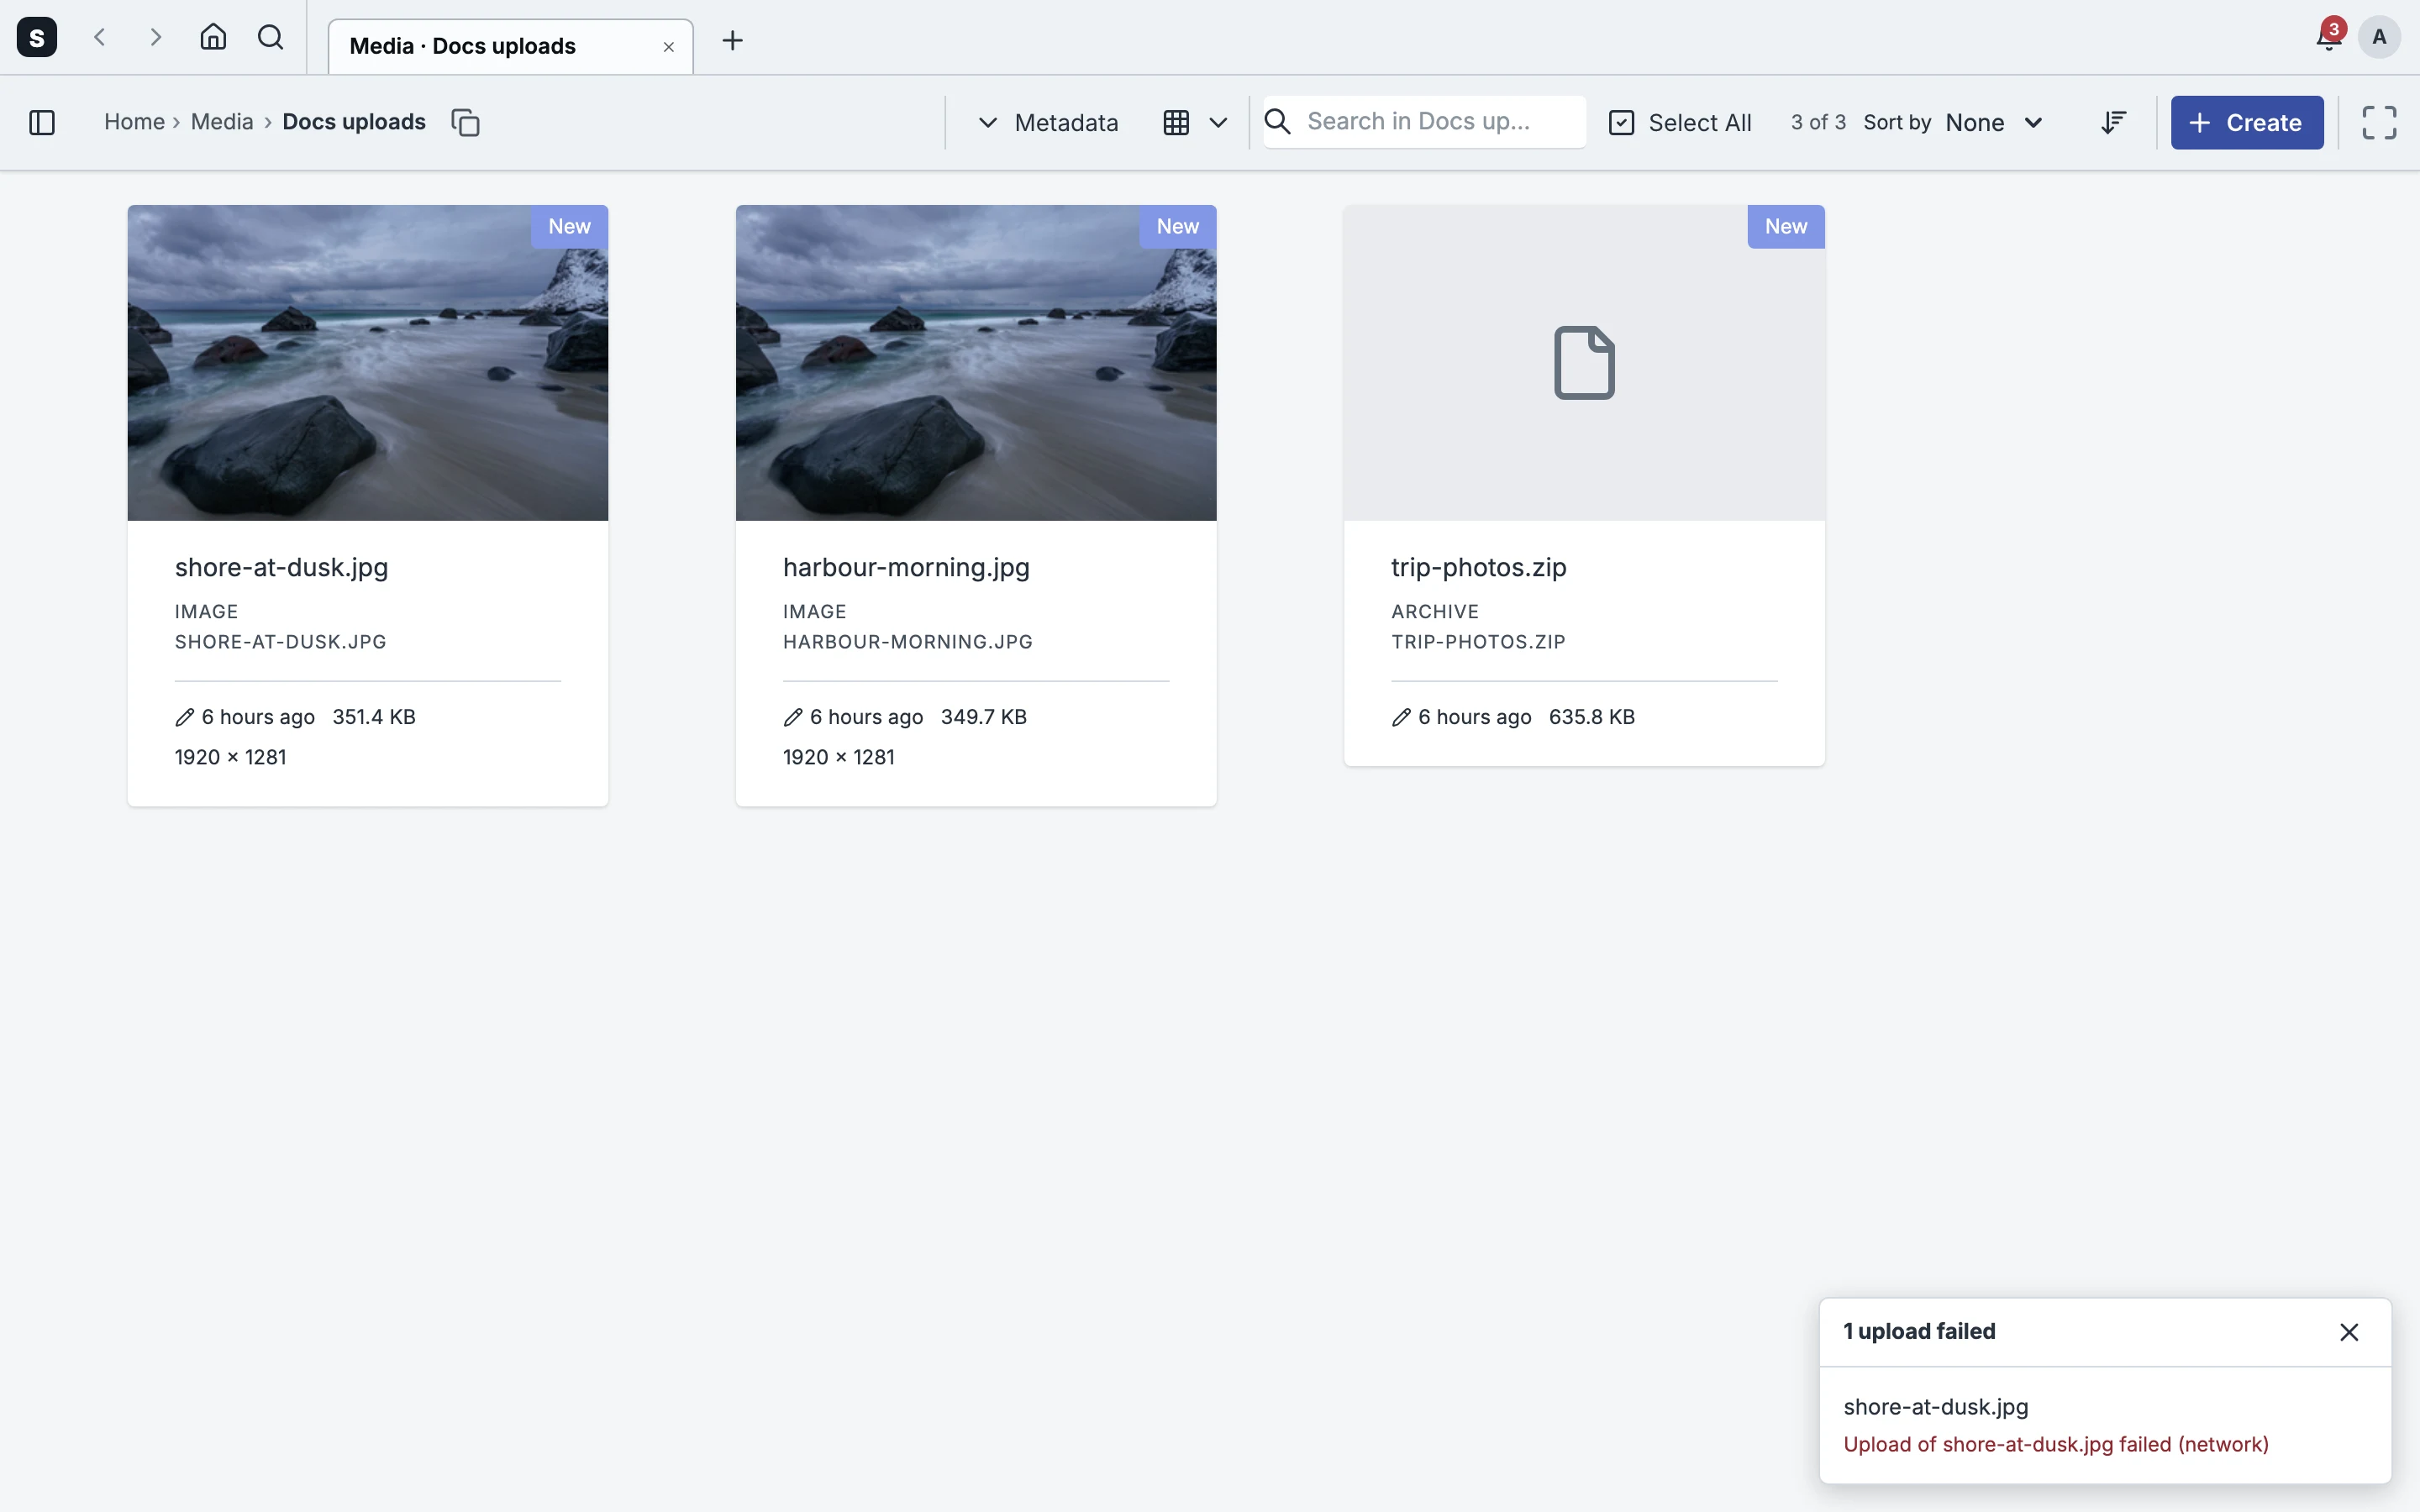 S
Media · Docs uploads
3
A
Home › Media › Docs uploads
Metadata
Search in Docs up...
Select All
3 of 3
Sort by None
Create
New
shore-at-dusk.jpg
IMAGE
SHORE-AT-DUSK.JPG
6 hours ago 351.4 KB
1920 × 1281
New
harbour-morning.jpg
IMAGE
HARBOUR-MORNING.JPG
6 hours ago 349.7 KB
1920 × 1281
New
trip-photos.zip
ARCHIVE
TRIP-PHOTOS.ZIP
6 hours ago 635.8 KB
1 upload failed
shore-at-dusk.jpg
Upload of shore-at-dusk.jpg failed (network)